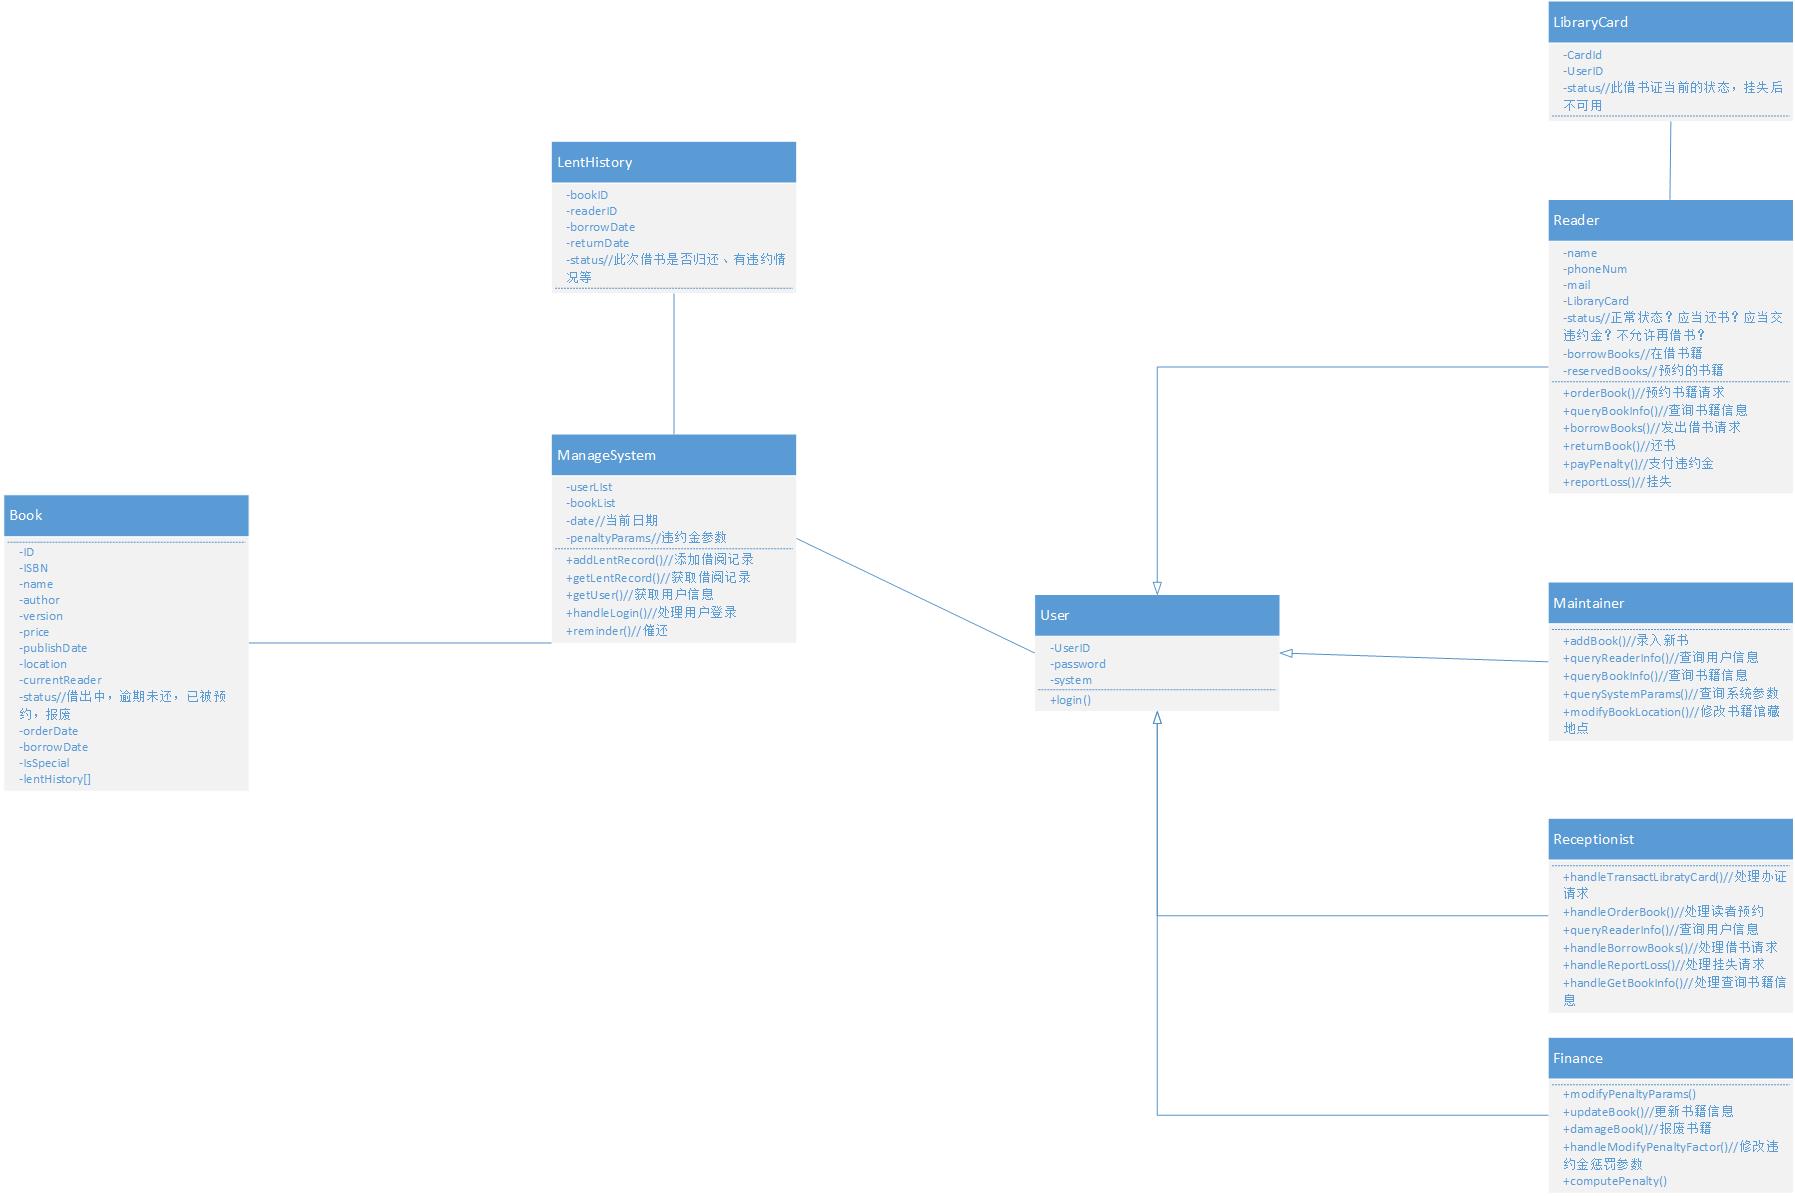 LibraryCard
-CardId
-UserID
-status//此借书证当前的状态，挂失后
不可用
LentHistory
-bookID
-readerID
-borrowDate
-returnDate
-status//此次借书是否归还、有违约情
况等
Reader
-name
-phoneNum
-mail
-LibraryCard
-status//正常状态？应当还书？应当交
违约金？不允许再借书？
-borrowBooks//在借书籍
-reservedBooks//预约的书籍
+orderBook()//预约书籍请求
+queryBookInfo()//查询书籍信息
+borrowBooks()//发出借书请求
+returnBook()//还书
+payPenalty()//支付违约金
+reportLoss()//挂失
ManageSystem
-userList
-bookList
-date//当前日期
-penaltyParams//违约金参数
+addLentRecord()//添加借阅记录
+getLentRecord()//获取借阅记录
+getUser()//获取用户信息
+handleLogin()//处理用户登录
+reminder()//催还
Book
-ID
-ISBN
-name
-author
-version
-price
-publishDate
-location
-currentReader
-status//借出中，逾期未还，已被预
约，报废
-orderDate
-borrowDate
-IsSpecial
-lentHistory[]
User
-UserID
-password
-system
+login()
Maintainer
+addBook()//录入新书
+queryReaderInfo()//查询用户信息
+queryBookInfo()//查询书籍信息
+querySystemParams()//查询系统参数
+modifyBookLocation()//修改书籍馆藏
地点
Receptionist
+handleTransactLibratyCard()//处理办证
请求
+handleOrderBook()//处理读者预约
+queryReaderInfo()//查询用户信息
+handleBorrowBooks()//处理借书请求
+handleReportLoss()//处理挂失请求
+handleGetBookInfo()//处理查询书籍信
息
Finance
+modifyPenaltyParams()
+updateBook()//更新书籍信息
+damageBook()//报废书籍
+handleModifyPenaltyFactor()//修改违
约金惩罚参数
+computePenalty()